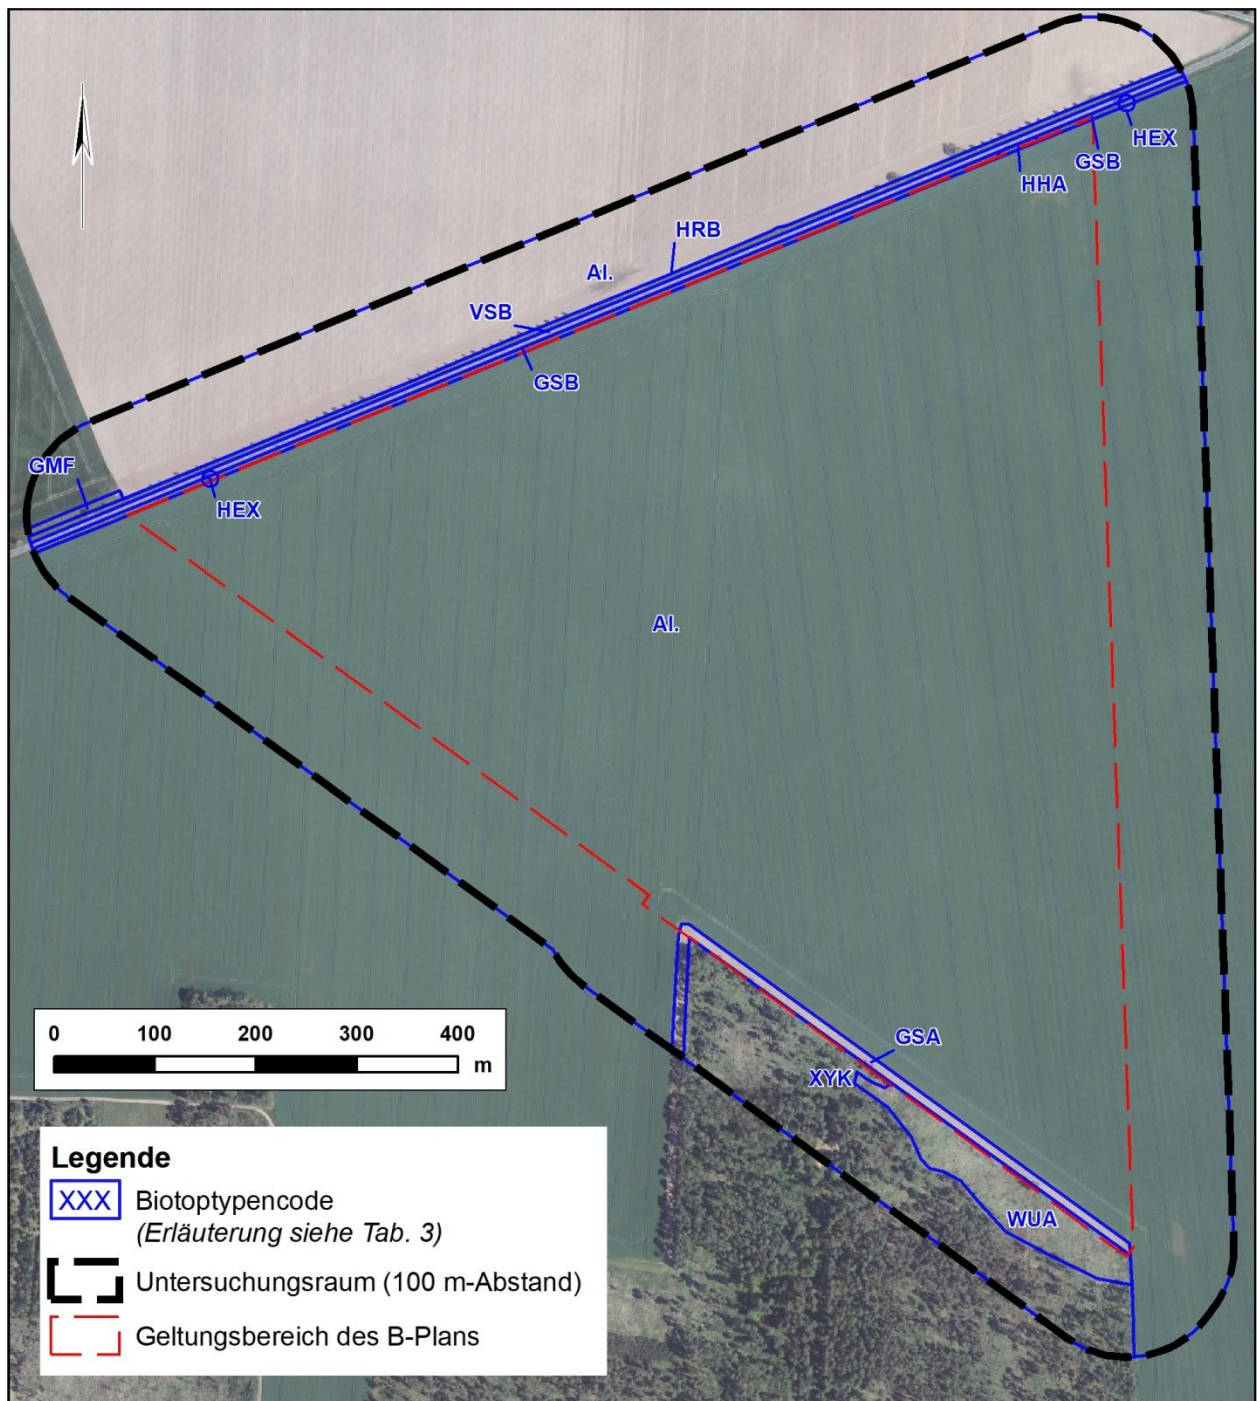 HEX
GSB
HHA
HRB
AI.
VSB
GSB
GMF
HEX
AI.
GSA
XYK
WUA
0 100 200 300 400
m
Legende
XXX Biotoptypencode
(Erläuterung siehe Tab. 3)
Untersuchungsraum (100 m-Abstand)
Geltungsbereich des B-Plans